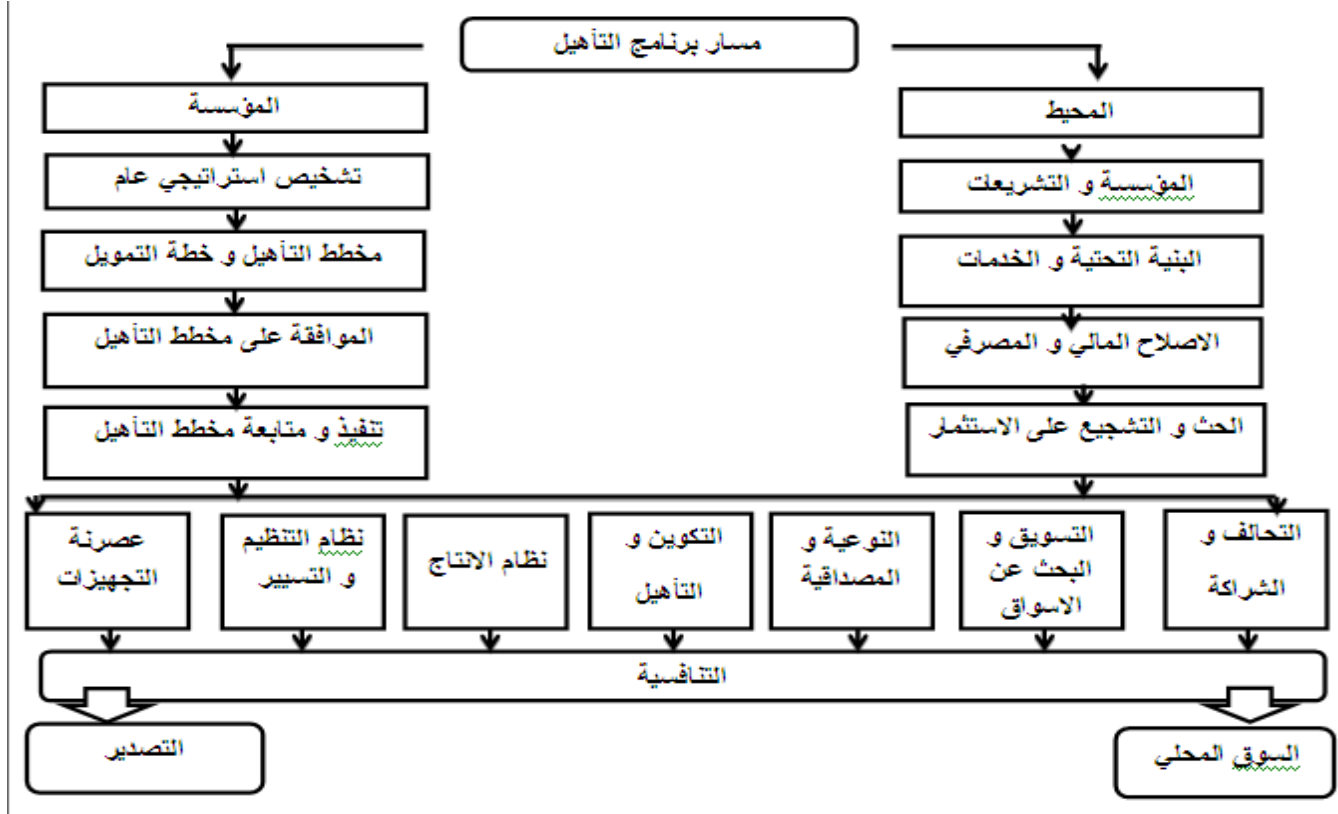 مسار برنامج التأهيل
المحيط
المؤسسة
المؤسسة و التشريعات
تشخيص استراتيجي عام
البنية التحتية و الخدمات
مخطط التأهيل و خطة التمويل
الاصلاح المالي و المصرفي
الموافقة على مخطط التأهيل
الحث و التشجيع على الاستثمار
تنفيذ و متابعة مخطط التأهيل
التحالف و
الشراكة
التسويق و
البحث عن
الاسواق
النوعية و
المصداقية
التكوين و
التأهيل
نظام الانتاج
نظام التنظيم
و التسيير
عصرنة
التجهيزات
التنافسية
السوق المحلي
التصدير